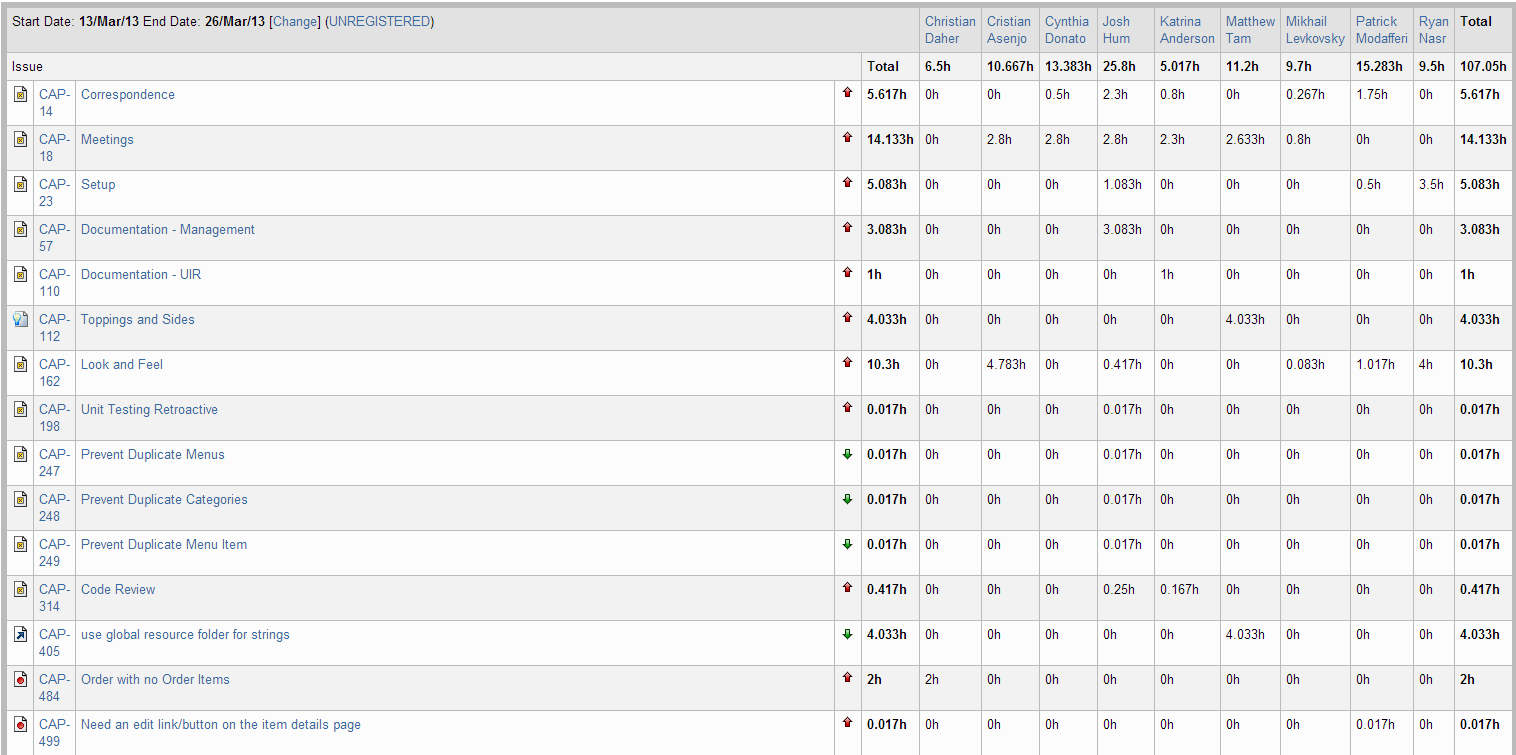 Start Date: 13/Mar/13 End Date: 26/Mar/13 [Change] (UNREGISTERED) Christian Daher Cristian Asenjo Cynthia Donato Josh Hum Katrina Anderson Matthew Tam Mikhail Levkovsky Patrick Modafferi Ryan Nasr Total
Issue Total 6.5h 10.667h 13.383h 25.8h 5.017h 11.2h 9.7h 15.283h 9.5h 107.05h
CAP-14 Correspondence 5.617h 0h 0h 0.5h 2.3h 0.8h 0h 0.267h 1.75h 0h 5.617h
CAP-18 Meetings 14.133h 0h 2.8h 2.8h 2.8h 2.3h 2.633h 0.8h 0h 0h 14.133h
CAP-23 Setup 5.083h 0h 0h 0h 1.083h 0h 0h 0h 0.5h 3.5h 5.083h
CAP-57 Documentation - Management 3.083h 0h 0h 0h 3.083h 0h 0h 0h 0h 0h 3.083h
CAP-110 Documentation - UIR 1h 0h 0h 0h 0h 1h 0h 0h 0h 0h 1h
CAP-112 Toppings and Sides 4.033h 0h 0h 0h 0h 0h 4.033h 0h 0h 0h 4.033h
CAP-162 Look and Feel 10.3h 0h 4.783h 0h 0.417h 0h 0h 0.083h 1.017h 4h 10.3h
CAP-198 Unit Testing Retroactive 0.017h 0h 0h 0h 0.017h 0h 0h 0h 0h 0h 0.017h
CAP-247 Prevent Duplicate Menus 0.017h 0h 0h 0h 0.017h 0h 0h 0h 0h 0h 0.017h
CAP-248 Prevent Duplicate Categories 0.017h 0h 0h 0h 0.017h 0h 0h 0h 0h 0h 0.017h
CAP-249 Prevent Duplicate Menu Item 0.017h 0h 0h 0h 0.017h 0h 0h 0h 0h 0h 0.017h
CAP-314 Code Review 0.417h 0h 0h 0h 0.25h 0.167h 0h 0h 0h 0h 0.417h
CAP-405 use global resource folder for strings 4.033h 0h 0h 0h 0h 0h 4.033h 0h 0h 0h 4.033h
CAP-484 Order with no Order Items 2h 2h 0h 0h 0h 0h 0h 0h 0h 0h 2h
CAP-499 Need an edit link/button on the item details page 0.017h 0h 0h 0h 0h 0h 0h 0h 0.017h 0h 0.017h